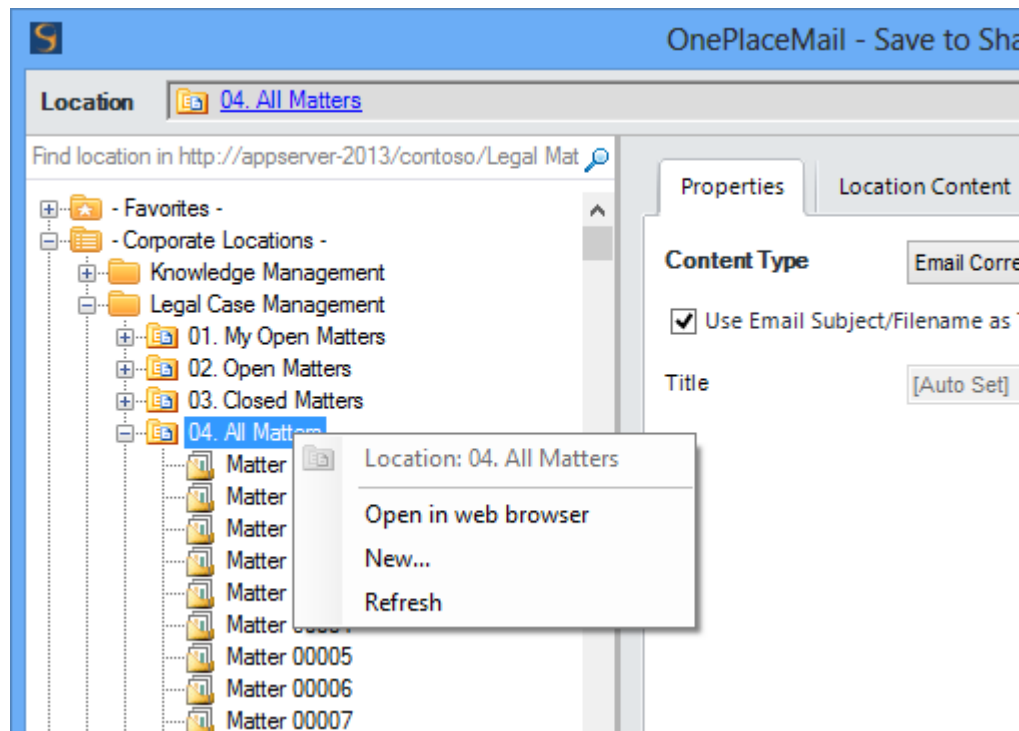 OnePlaceMail - Save to Sha
Location
04. All Matters
Find location in http://appserver-2013/contoso/Legal Mat
- Favorites -
- Corporate Locations -
Knowledge Management
Legal Case Management
01. My Open Matters
02. Open Matters
03. Closed Matters
04. All Matters
Matter
Matter
Matter
Matter
Matter
Matter
Matter 00005
Matter 00006
Matter 00007
Location: 04. All Matters
Open in web browser
New...
Refresh
Properties
Location Content
Content Type
Email Corre
Use Email Subject/Filename as
Title
[Auto Set]